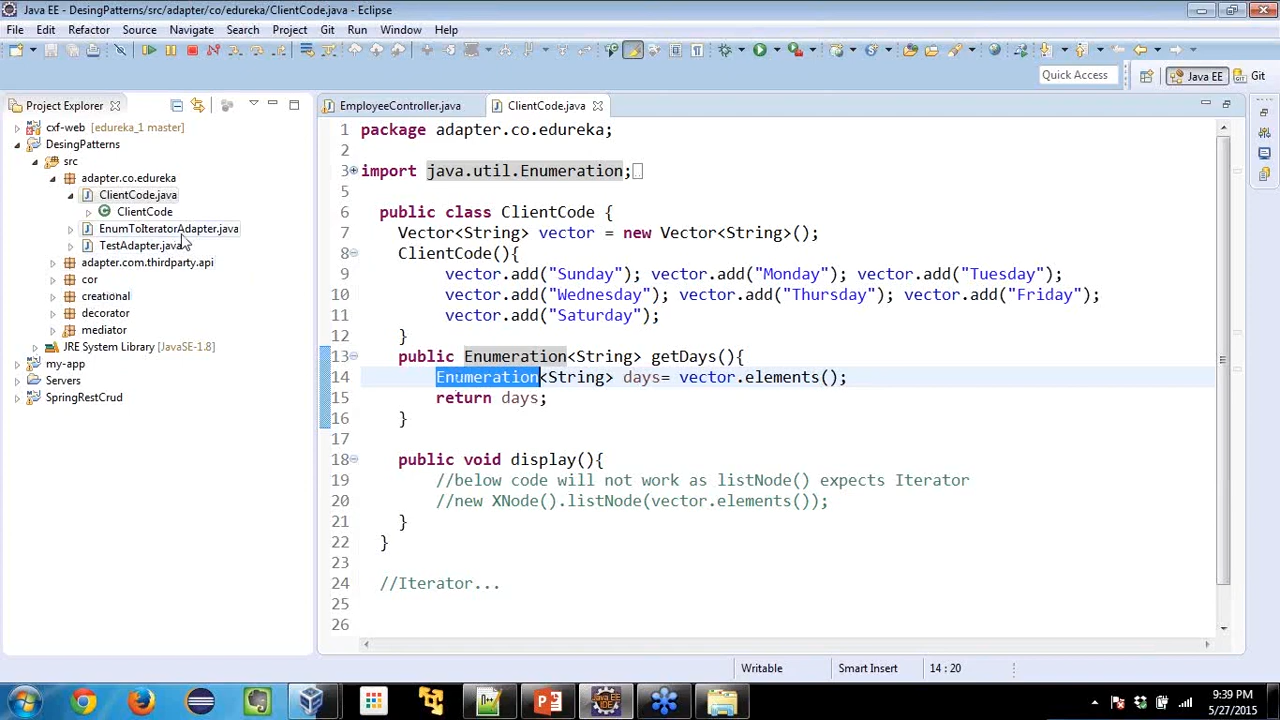 Java EE - DesingPatterns/src/adapter/co/edureka/ClientCode.java - Eclipse
File Edit Refactor Source Navigate Search Project Explorer Git Run Window Help
Quick Access Java EE Git
Project Explorer
cxf-web [edureka_1 master]
DesingPatterns
src
adapter.co.edureka
ClientCode.java
ClientCode
EnumToIteratorAdapter.java
TestAdapter.java
adapter.com.thirdparty.api
cor
creational
decorator
mediator
JRE System Library [JavaSE-1.8]
my-app
Servers
SpringRestCrud
EmployeeController.java ClientCode.java
1 package adapter.co.edureka;
2
3 import java.util.Enumeration;
5
6 public class ClientCode {
7 Vector<String> vector = new Vector<String>();
8 ClientCode(){
9 vector.add("Sunday"); vector.add("Monday"); vector.add("Tuesday");
10 vector.add("Wednesday"); vector.add("Thursday"); vector.add("Friday");
11 vector.add("Saturday");
12 }
13 public Enumeration<String> getDays(){
14 Enumeration<String> days= vector.elements();
15 return days;
16 }
17
18 public void display(){
19 //below code will not work as listNode() expects Iterator
20 //new XNode().listNode(vector.elements());
21 }
22 }
23
24 //Iterator...
25
26
Writable Smart Insert 14 : 20
9:39 PM
5/27/2015